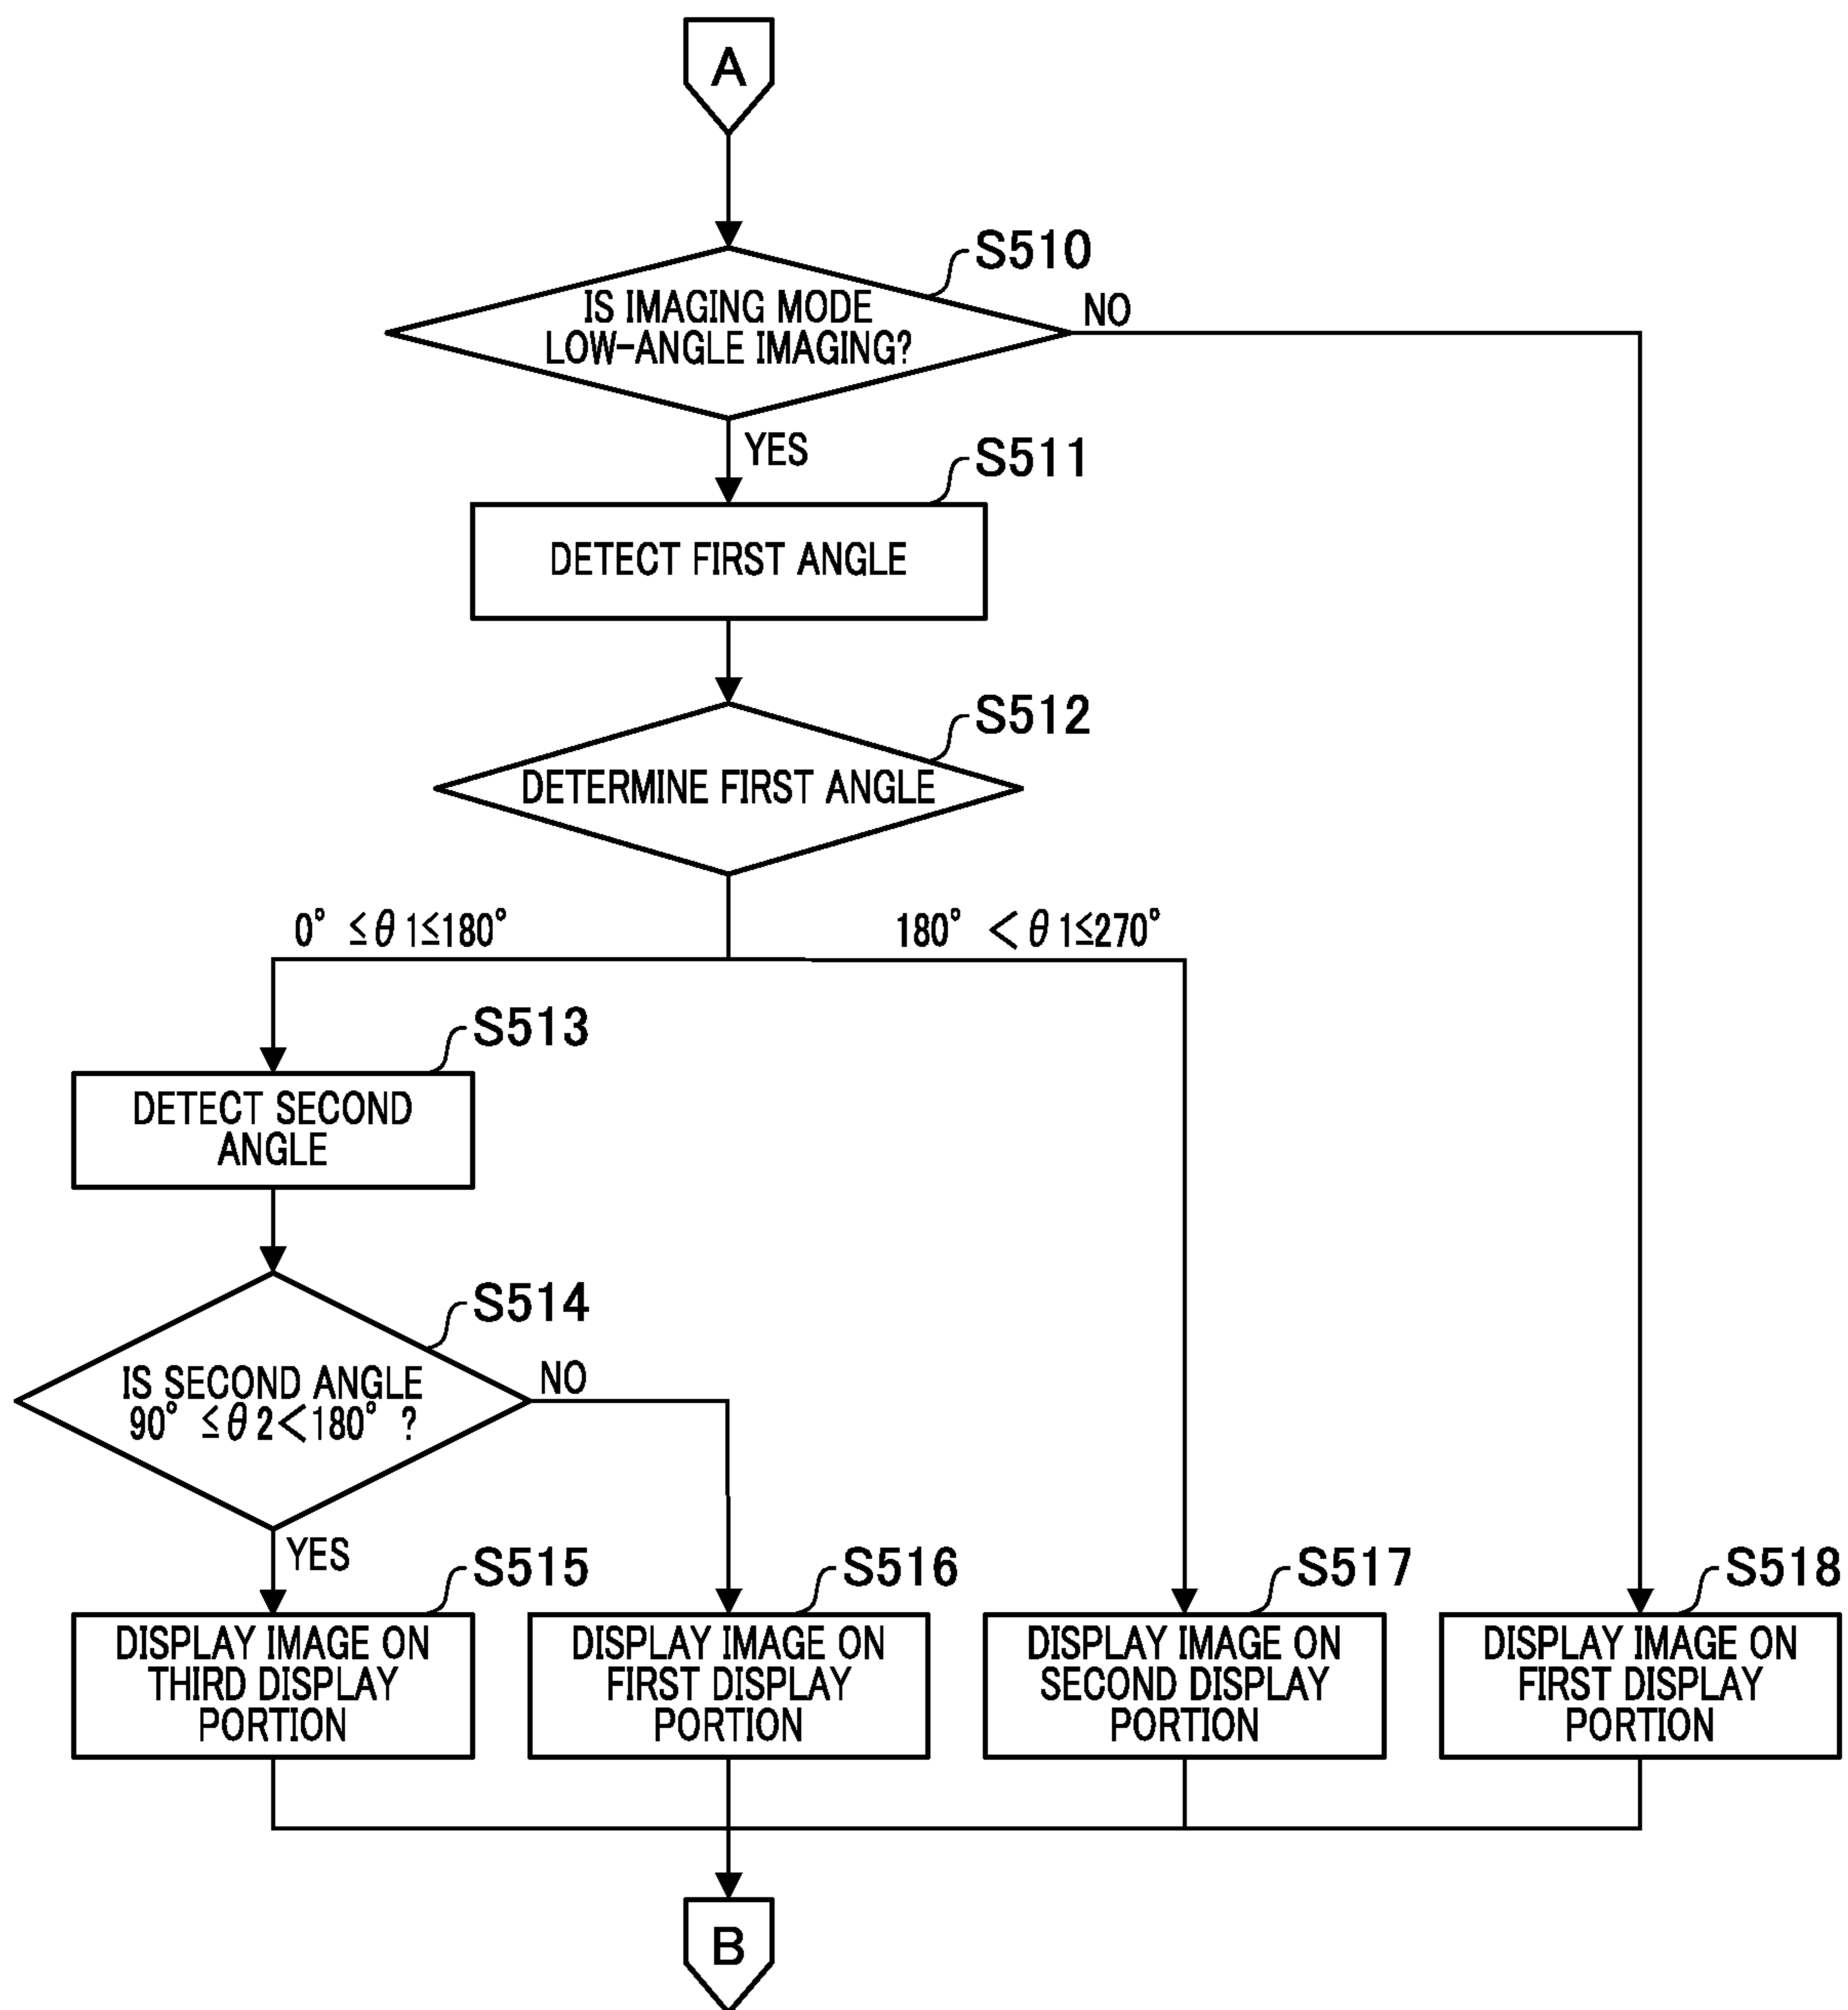 A
S510
IS IMAGING MODE
LOW-ANGLE IMAGING?
NO
YES
S511
DETECT FIRST ANGLE
S512
DETERMINE FIRST ANGLE
0° ≦θ1≦180°
180° <θ1≦270°
S513
DETECT SECOND
ANGLE
S514
IS SECOND ANGLE
90° ≦θ2<180° ?
NO
YES
S515
DISPLAY IMAGE ON
THIRD DISPLAY
PORTION
S516
DISPLAY IMAGE ON
FIRST DISPLAY
PORTION
S517
DISPLAY IMAGE ON
SECOND DISPLAY
PORTION
S518
DISPLAY IMAGE ON
FIRST DISPLAY
PORTION
B